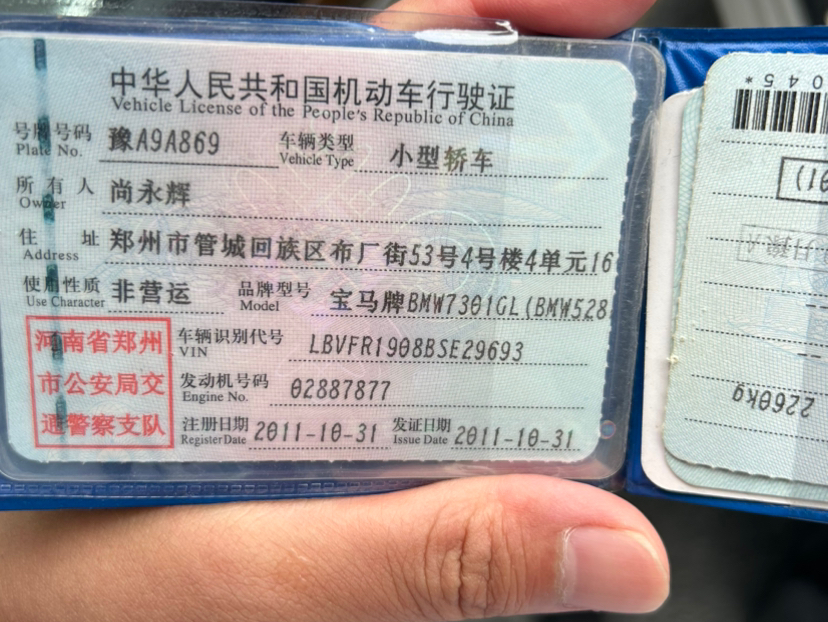 中华人民共和国机动车行驶证
Vehicle License of the People's Republic of China
号牌号码 豫A9A869 车辆类型 小型轿车
Plate No. Vehicle Type
所有人 尚永辉
Owner
住址 郑州市管城回族区布厂街53号4号楼4单元16
Address
使用性质 非营运 品牌型号 宝马牌BMW7301GL(BMW528
Use Character Model
河南省郑州
市公安局交
通警察支队
车辆识别代号 LBVFR1908BSE29693
VIN
发动机号码 02887877
Engine No.
注册日期 2011-10-31 发证日期 2011-10-31
Register Date Issue Date
2260kg